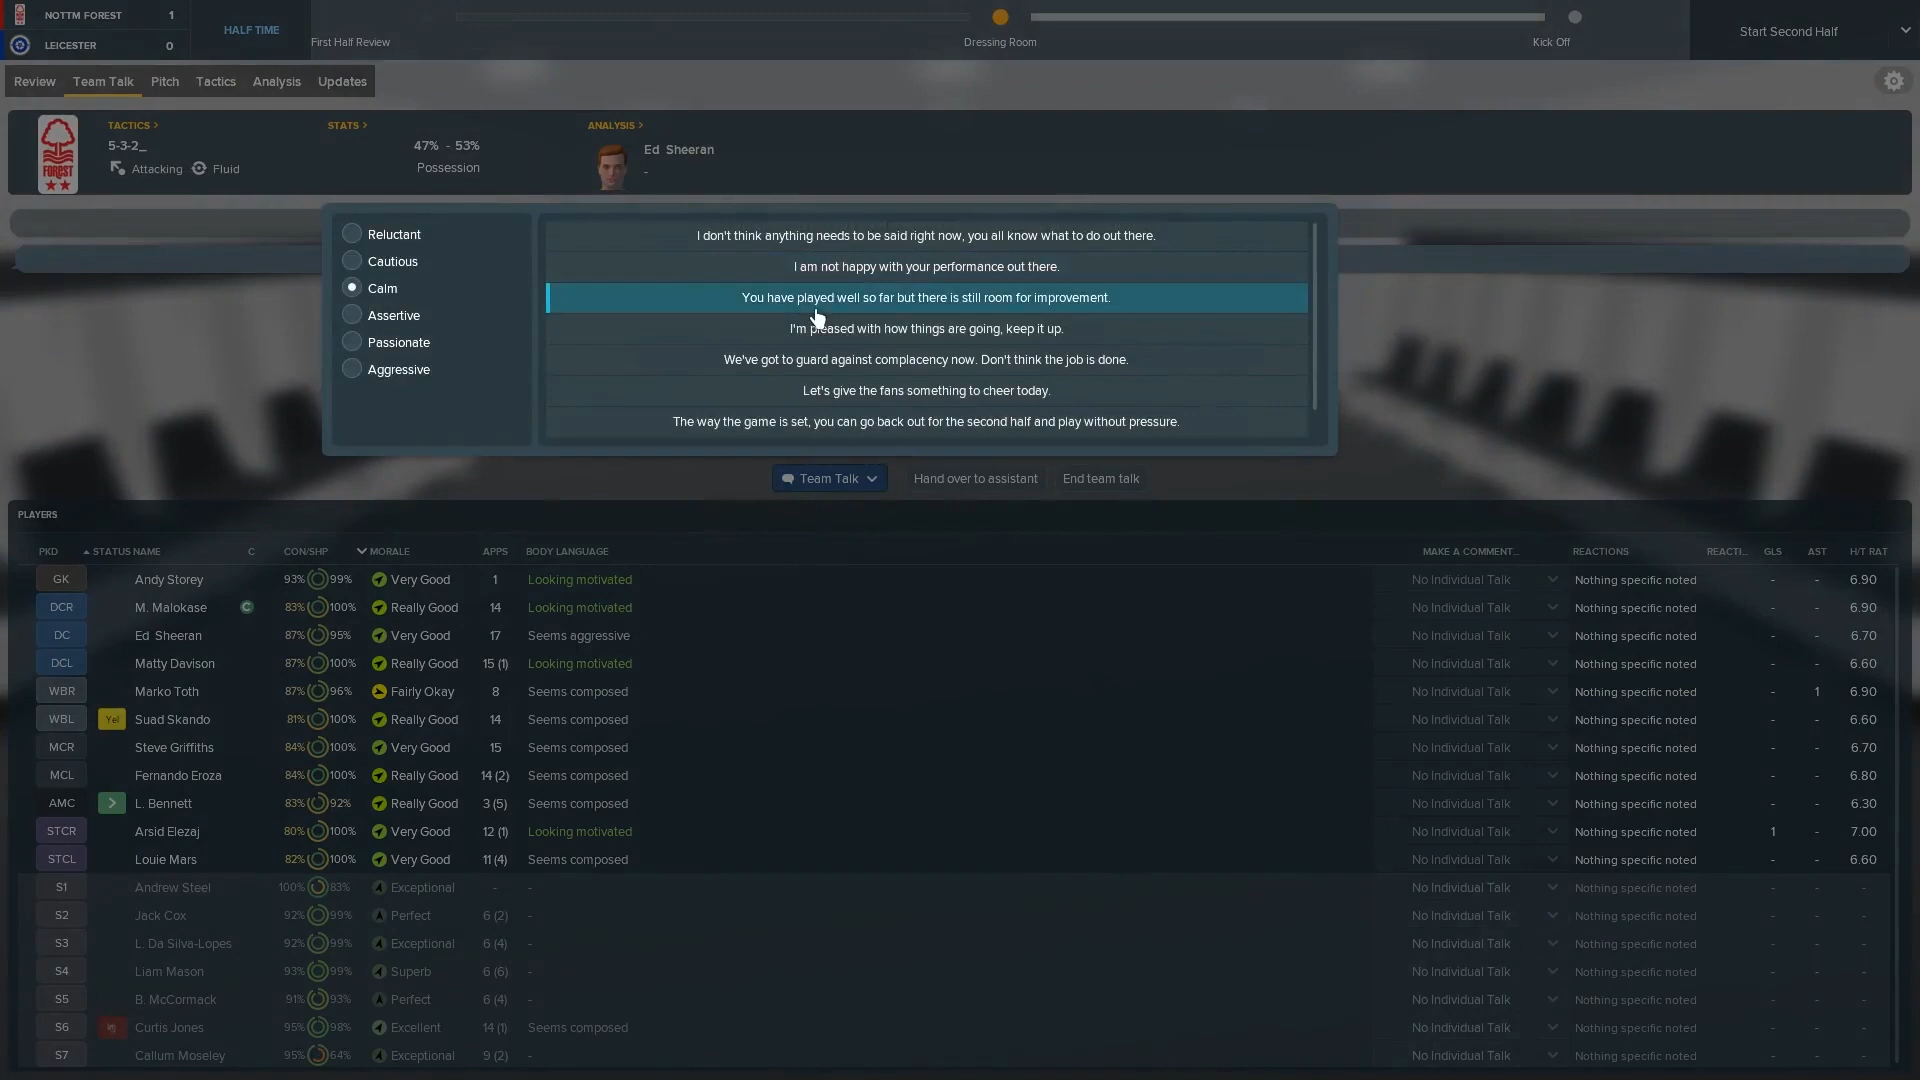 NOTTM FOREST 1
LEICESTER 0
HALF TIME
First Half Review
Dressing Room
Kick Off
Start Second Half
Review Team Talk Pitch Tactics Analysis Updates
FOREST
TACTICS >
5-3-2_
Attacking Fluid
STATS >
47% - 53%
Possession
ANALYSIS >
Ed Sheeran
-
Reluctant
Cautious
Calm
Assertive
Passionate
Aggressive
I don't think anything needs to be said right now, you all know what to do out there.
I am not happy with your performance out there.
You have played well so far but there is still room for improvement.
I'm pleased with how things are going, keep it up.
We've got to guard against complacency now. Don't think the job is done.
Let's give the fans something to cheer today.
The way the game is set, you can go back out for the second half and play without pressure.
Team Talk Hand over to assistant End team talk
PLAYERS
PKD STATUS NAME C CON/SHP MORALE APPS BODY LANGUAGE MAKE A COMMENT... REACTIONS REACTI... GLS AST H/T RAT
GK Andy Storey 93% 99% Very Good 1 Looking motivated No Individual Talk Nothing specific noted - - 6.90
DCR M. Malokase C 83% 100% Really Good 14 Looking motivated No Individual Talk Nothing specific noted - - 6.90
DC Ed Sheeran 87% 95% Very Good 17 Seems aggressive No Individual Talk Nothing specific noted - - 6.70
DCL Matty Davison 87% 100% Really Good 15 (1) Looking motivated No Individual Talk Nothing specific noted - - 6.60
WBR Marko Toth 87% 96% Fairly Okay 8 Seems composed No Individual Talk Nothing specific noted - 1 6.90
WBL Yel Suad Skando 81% 100% Really Good 14 Seems composed No Individual Talk Nothing specific noted - - 6.60
MCR Steve Griffiths 84% 100% Very Good 15 Seems composed No Individual Talk Nothing specific noted - - 6.70
MCL Fernando Eroza 84% 100% Really Good 14 (2) Seems composed No Individual Talk Nothing specific noted - - 6.80
AMC L. Bennett 83% 92% Really Good 3 (5) Seems composed No Individual Talk Nothing specific noted - - 6.30
STCR Arsid Elezaj 80% 100% Very Good 12 (1) Looking motivated No Individual Talk Nothing specific noted 1 - 7.00
STCL Louie Mars 82% 100% Very Good 11 (4) Seems composed No Individual Talk Nothing specific noted - - 6.60
S1 Andrew Steel 100% 83% Exceptional - - No Individual Talk Nothing specific noted - - -
S2 Jack Cox 92% 99% Perfect 6 (2) - No Individual Talk Nothing specific noted - - -
S3 L. Da Silva-Lopes 92% 99% Exceptional 6 (4) - No Individual Talk Nothing specific noted - - -
S4 Liam Mason 93% 99% Superb 6 (6) - No Individual Talk Nothing specific noted - - -
S5 B. McCormack 91% 93% Perfect 6 (4) - No Individual Talk Nothing specific noted - - -
S6 Curtis Jones 95% 98% Excellent 14 (1) Seems composed No Individual Talk Nothing specific noted - - -
S7 Callum Moseley 95% 64% Exceptional 9 (2) - No Individual Talk Nothing specific noted - - -